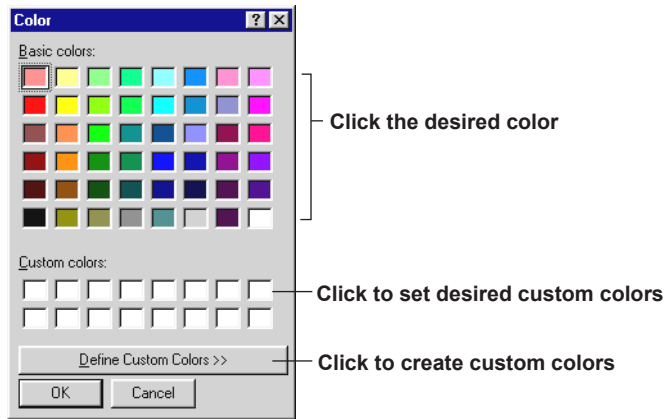 Color
Basic colors:
Click the desired color
Custom colors:
Click to set desired custom colors
Define Custom Colors >>
Click to create custom colors
OK
Cancel